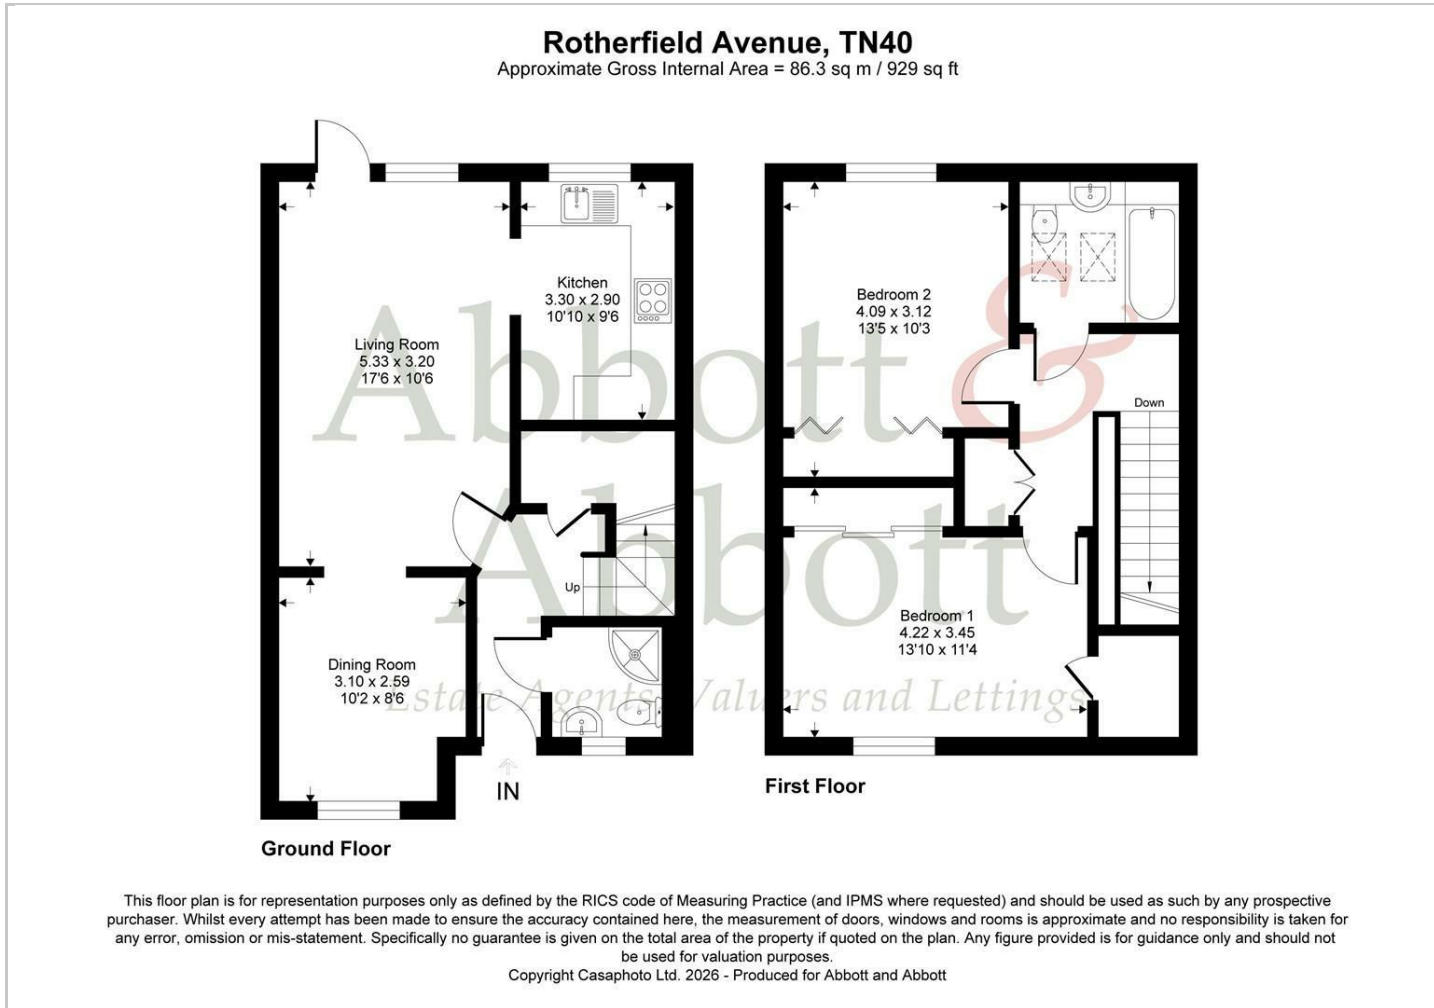 Rotherfield Avenue, TN40
Approximate Gross Internal Area = 86.3 sq m / 929 sq ft
Kitchen
3.30 x 2.90
10'10 x 9'6
Living Room
5.33 x 3.20
17'6 x 10'6
Up
Dining Room
3.10 x 2.59
10'2 x 8'6
IN
Ground Floor
Bedroom 2
4.09 x 3.12
13'5 x 10'3
Down
Bedroom 1
4.22 x 3.45
13'10 x 11'4
First Floor
Abbott &
Abbott
Estate Agents, Valuers and Lettings
This floor plan is for representation purposes only as defined by the RICS code of Measuring Practice (and IPMS where requested) and should be used as such by any prospective
purchaser. Whilst every attempt has been made to ensure the accuracy contained here, the measurement of doors, windows and rooms is approximate and no responsibility is taken for
any error, omission or mis-statement. Specifically no guarantee is given on the total area of the property if quoted on the plan. Any figure provided is for guidance only and should not
be used for valuation purposes.
Copyright Casaphoto Ltd. 2026 - Produced for Abbott and Abbott